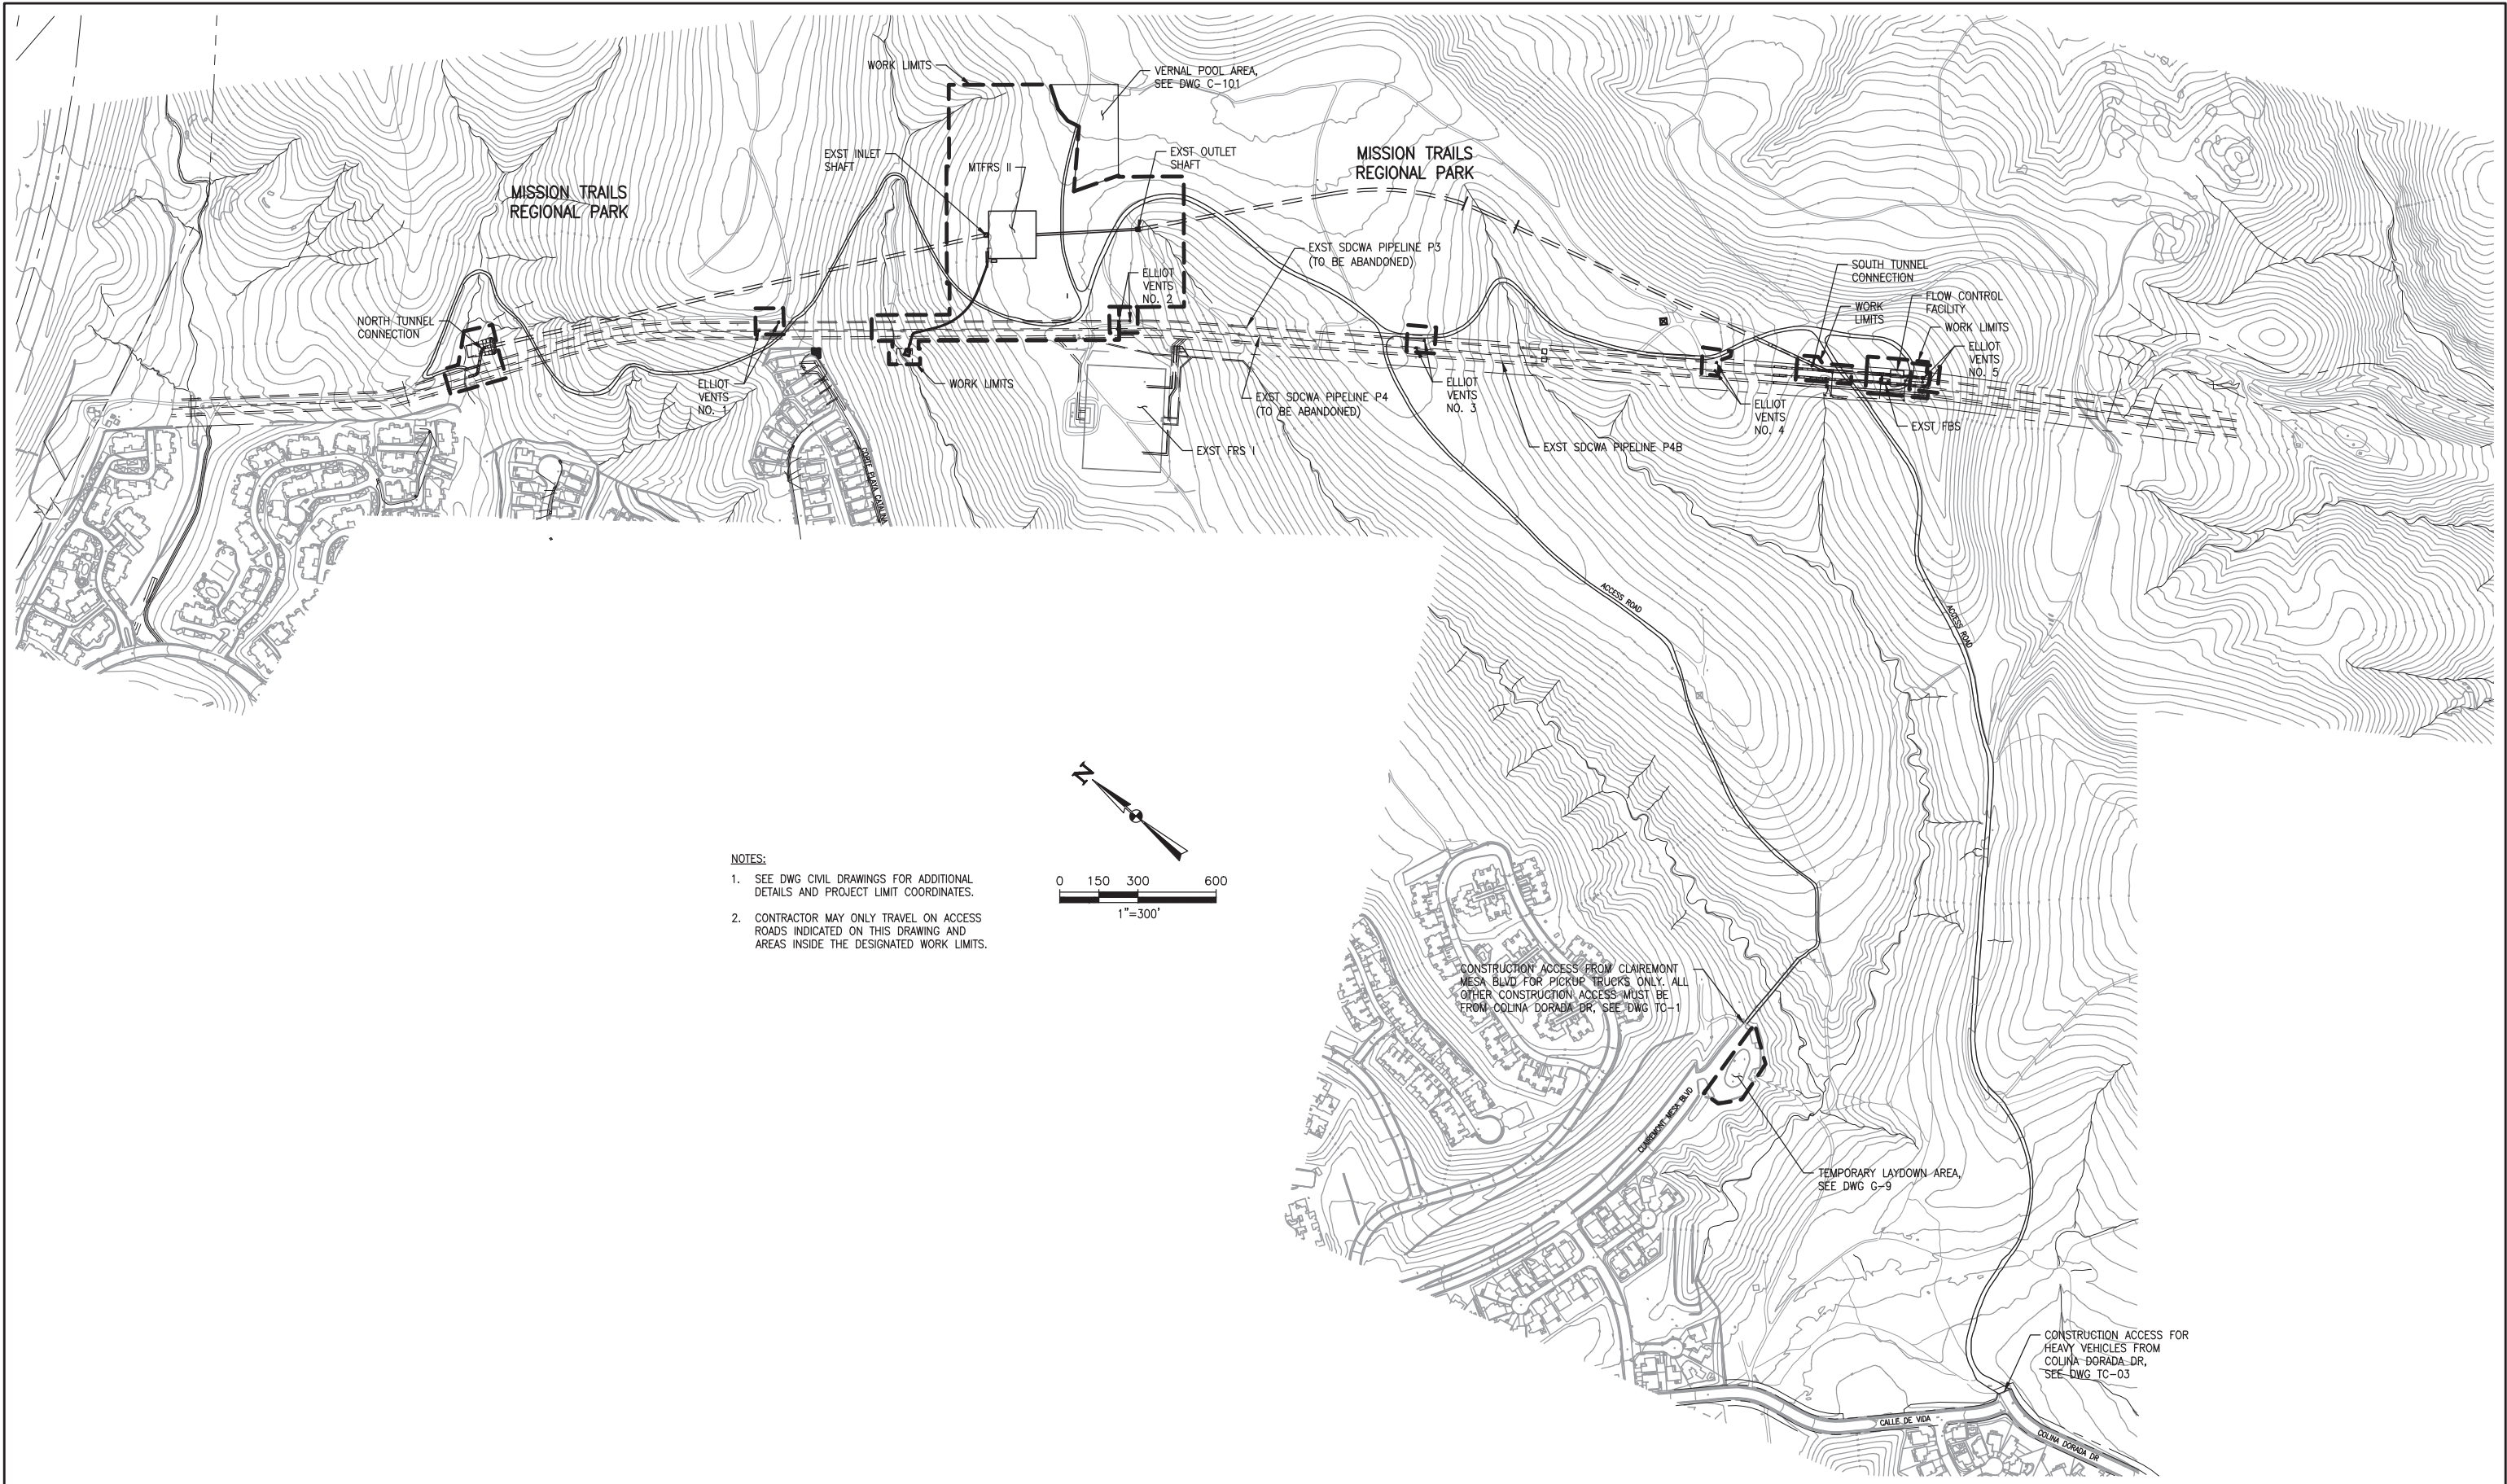 WORK LIMITS
VERNAL POOL AREA,
SEE DWG C-101
EXST INLET
SHAFT
MTFRS II
EXST OUTLET
SHAFT
MISSION TRAILS
REGIONAL PARK
MISSION TRAILS
REGIONAL PARK
EXST SDCWA PIPELINE P3
(TO BE ABANDONED)
ELLIOT
VENTS
NO. 2
SOUTH TUNNEL
CONNECTION
FLOW CONTROL
FACILITY
WORK
LIMITS
WORK LIMITS
NORTH TUNNEL
CONNECTION
ELLIOT
VENTS
NO. 5
ELLIOT
VENTS
NO. 1
WORK LIMITS
ELLIOT
VENTS
NO. 3
EXST SDCWA PIPELINE P4
(TO BE ABANDONED)
ELLIOT
VENTS
NO. 4
EXST FBS
EXST FRS I
EXST SDCWA PIPELINE P4B
CORTE PLAYA CATALINA
ACCESS ROAD
ACCESS ROAD
N
NOTES:
1. SEE DWG CIVIL DRAWINGS FOR ADDITIONAL
DETAILS AND PROJECT LIMIT COORDINATES.
2. CONTRACTOR MAY ONLY TRAVEL ON ACCESS
ROADS INDICATED ON THIS DRAWING AND
AREAS INSIDE THE DESIGNATED WORK LIMITS.
0 150 300 600
1"=300'
CONSTRUCTION ACCESS FROM CLAIREMONT
MESA BLVD FOR PICKUP TRUCKS ONLY. ALL
OTHER CONSTRUCTION ACCESS MUST BE
FROM COLINA DORADA DR, SEE DWG TC-1
CLAIREMONT MESA BLVD
TEMPORARY LAYDOWN AREA,
SEE DWG G-9
CONSTRUCTION ACCESS FOR
HEAVY VEHICLES FROM
COLINA DORADA DR,
SEE DWG TC-03
CALLE DE VIDA
COLINA DORADA DR